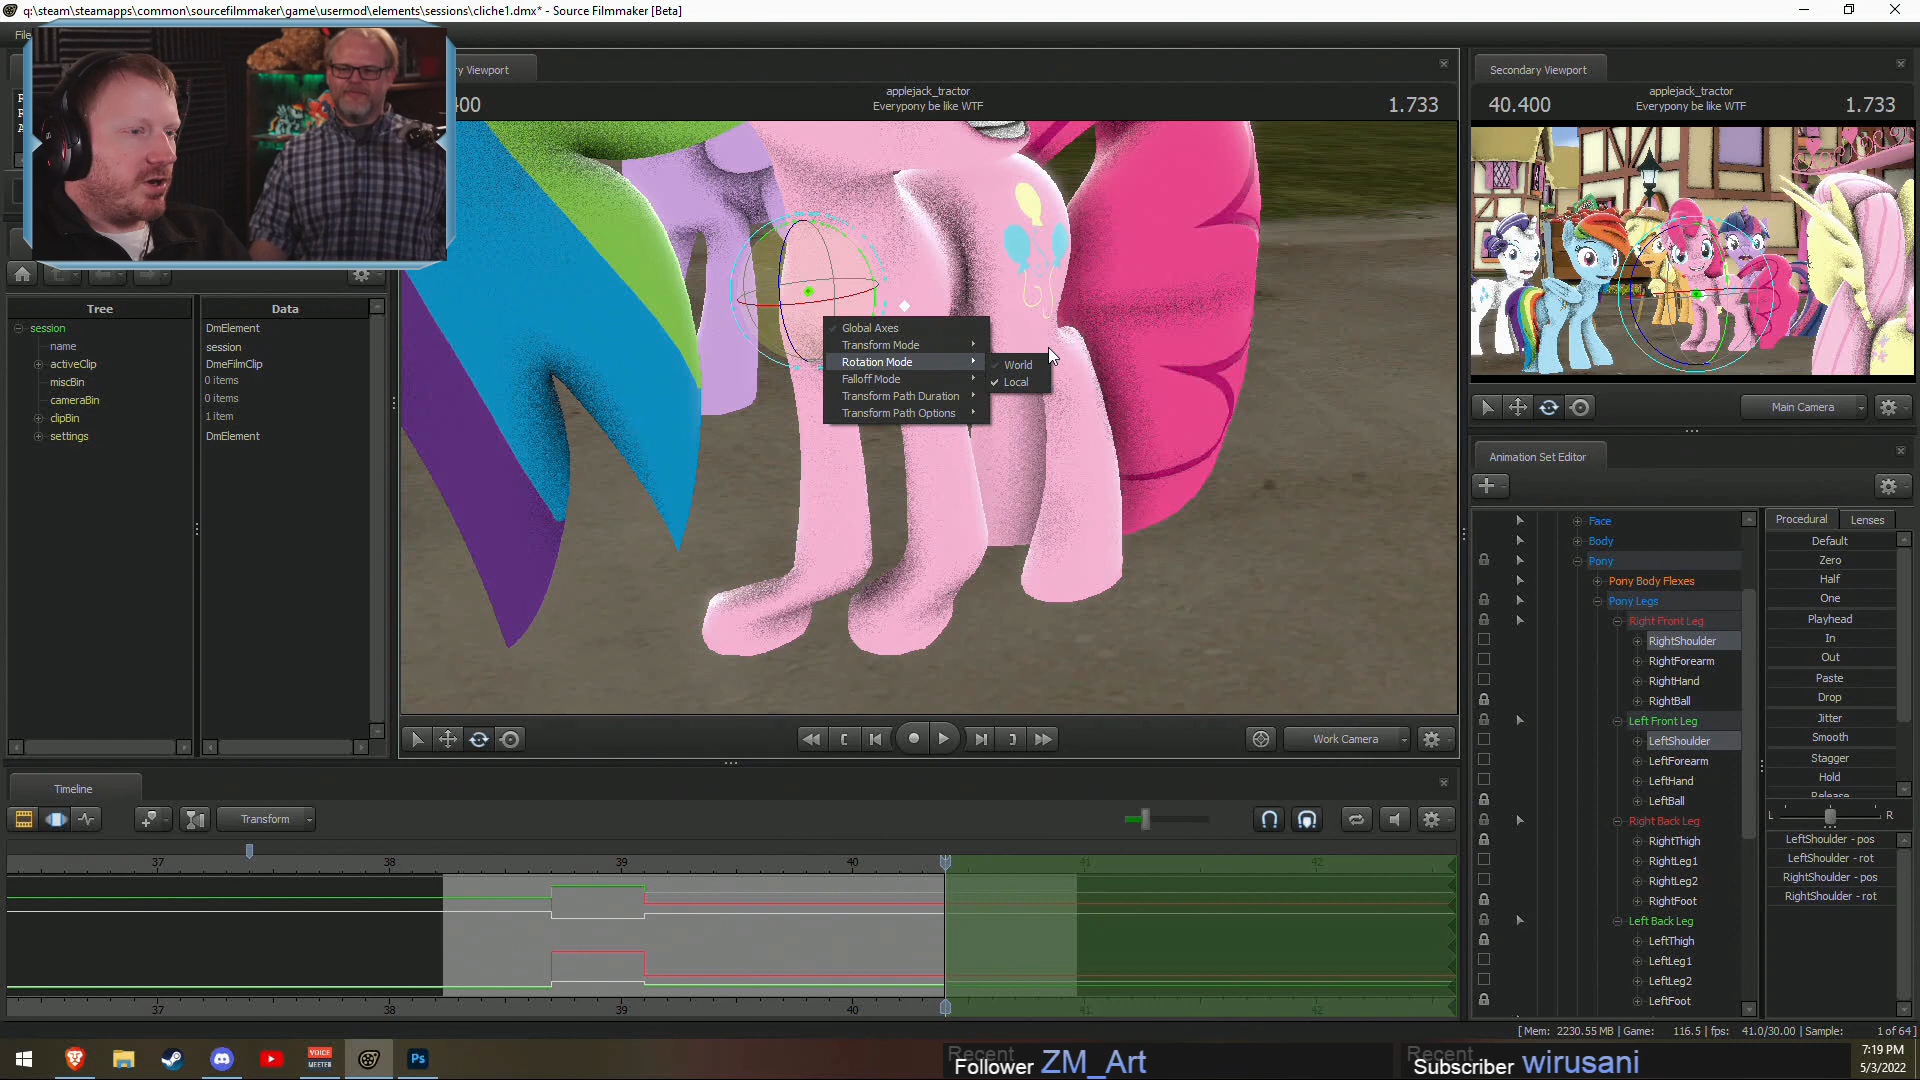 q:\steam\steamapps\common\sourcefilmmaker\game\usermod\elements\sessions\cliche1.dmx* - Source Filmmaker [Beta]
File
Viewport
applejack_tractor
Everypony be like WTF
1.733
Secondary Viewport
40.400
applejack_tractor
Everypony be like WTF
1.733
Tree
Data
session
DmElement
name
session
activeClip
DmeFilmClip
miscBin
0 items
cameraBin
0 items
clipBin
1 item
settings
DmElement
Global Axes
Transform Mode
Rotation Mode
Falloff Mode
Transform Path Duration
Transform Path Options
World
Local
Work Camera
Main Camera
Animation Set Editor
Face
Body
Pony
Pony Body Flexes
Pony Legs
Right Front Leg
RightShoulder
RightForearm
RightHand
RightBall
Left Front Leg
LeftShoulder
LeftForearm
LeftHand
LeftBall
Right Back Leg
RightThigh
RightLeg1
RightLeg2
RightFoot
Left Back Leg
LeftThigh
LeftLeg1
LeftLeg2
LeftFoot
Procedural
Lenses
Default
Zero
Half
One
Playhead
In
Out
Paste
Drop
Jitter
Smooth
Stagger
Hold
Release
L
R
LeftShoulder - pos
LeftShoulder - rot
RightShoulder - pos
RightShoulder - rot
Timeline
Transform
37
38
39
40
41
42
37
38
39
40
41
42
[ Mem: 2230.55 MB | Game: 116.5 | fps: 41.0/30.00 | Sample: 1 of 64 ]
VOICE
MEETER
Ps
Recent
Follower ZM_Art
Recent
Subscriber wirusani
7:19 PM
5/3/2022